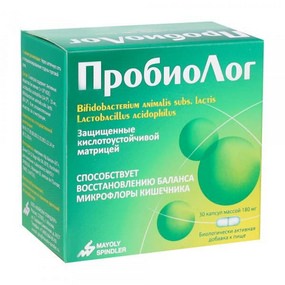 ПробиоЛог
Bifidobacterium animalis subs. lactis
Lactobacillus acidophilus
Защищенные
кислотоустойчивой
матрицей
СПОСОБСТВУЕТ
ВОССТАНОВЛЕНИЮ БАЛАНСА
МИКРОФЛОРЫ КИШЕЧНИКА
30 капсул массой 180 мг
MAYOLY
SPINDLER
Биологически активная
добавка к пище